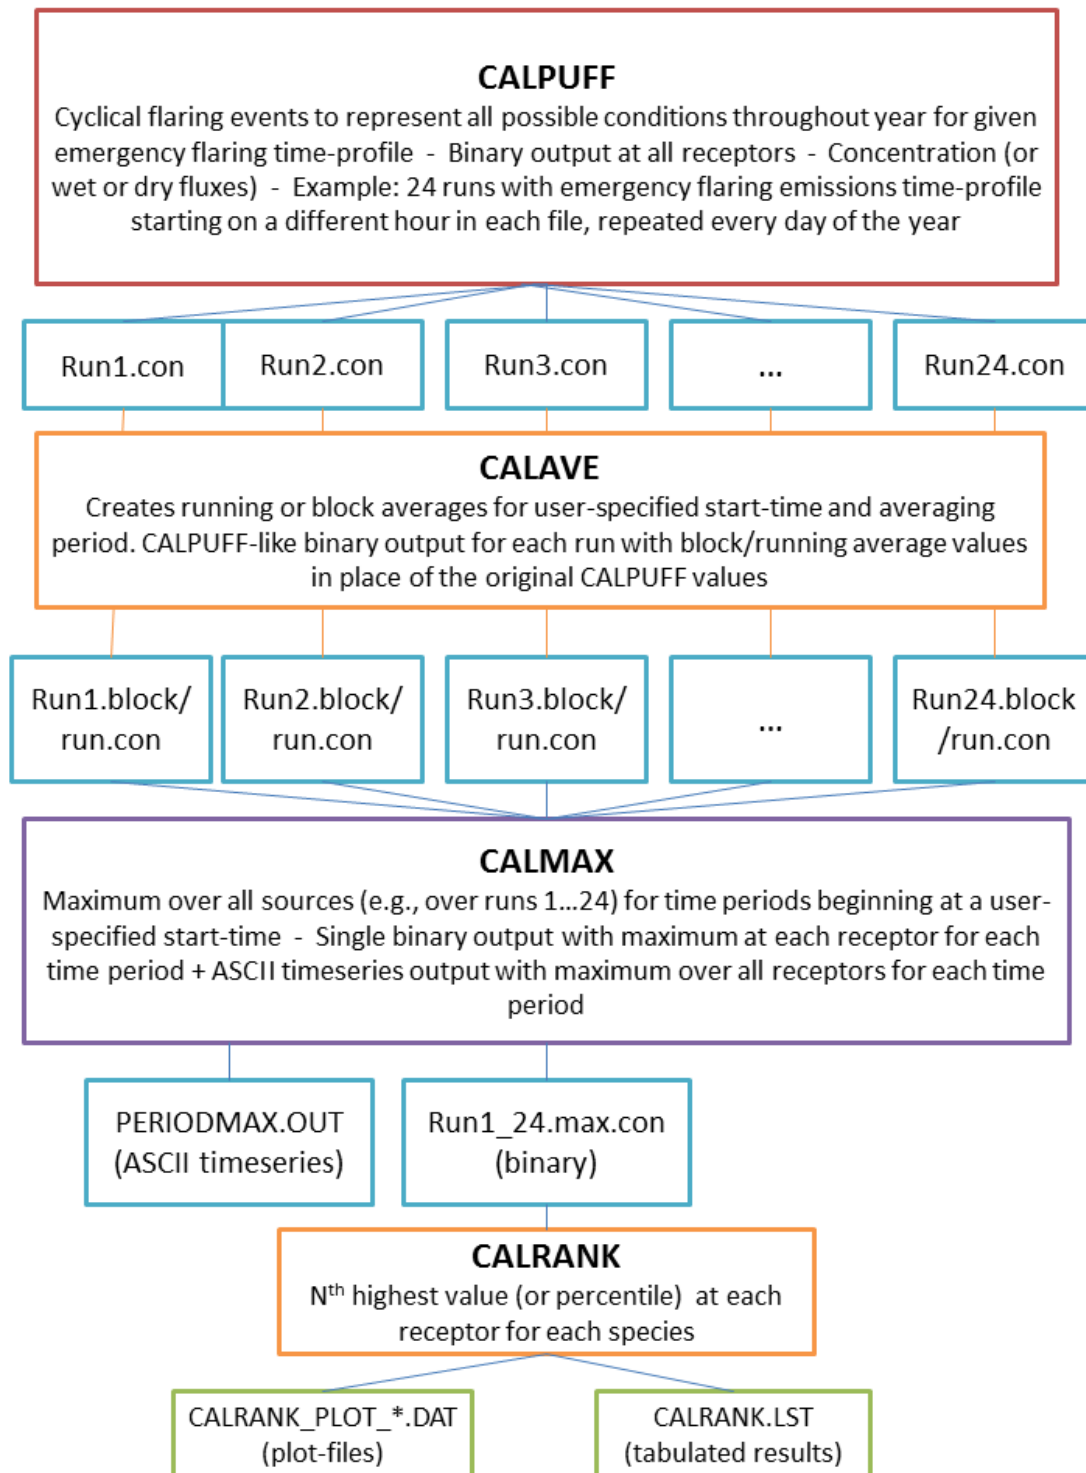 CALPUFF
Cyclical flaring events to represent all possible conditions throughout year for given
emergency flaring time-profile - Binary output at all receptors - Concentration (or
wet or dry fluxes) - Example: 24 runs with emergency flaring emissions time-profile
starting on a different hour in each file, repeated every day of the year
Run1.con
Run2.con
Run3.con
...
Run24.con
CALAVE
Creates running or block averages for user-specified start-time and averaging
period. CALPUFF-like binary output for each run with block/running average values
in place of the original CALPUFF values
Run1.block/
run.con
Run2.block/
run.con
Run3.block/
run.con
...
Run24.block
/run.con
CALMAX
Maximum over all sources (e.g., over runs 1...24) for time periods beginning at a user-
specified start-time - Single binary output with maximum at each receptor for each
time period + ASCII timeseries output with maximum over all receptors for each time
period
PERIODMAX.OUT
(ASCII timeseries)
Run1_24.max.con
(binary)
CALRANK
Nth highest value (or percentile) at each
receptor for each species
CALRANK_PLOT_*.DAT
(plot-files)
CALRANK.LST
(tabulated results)